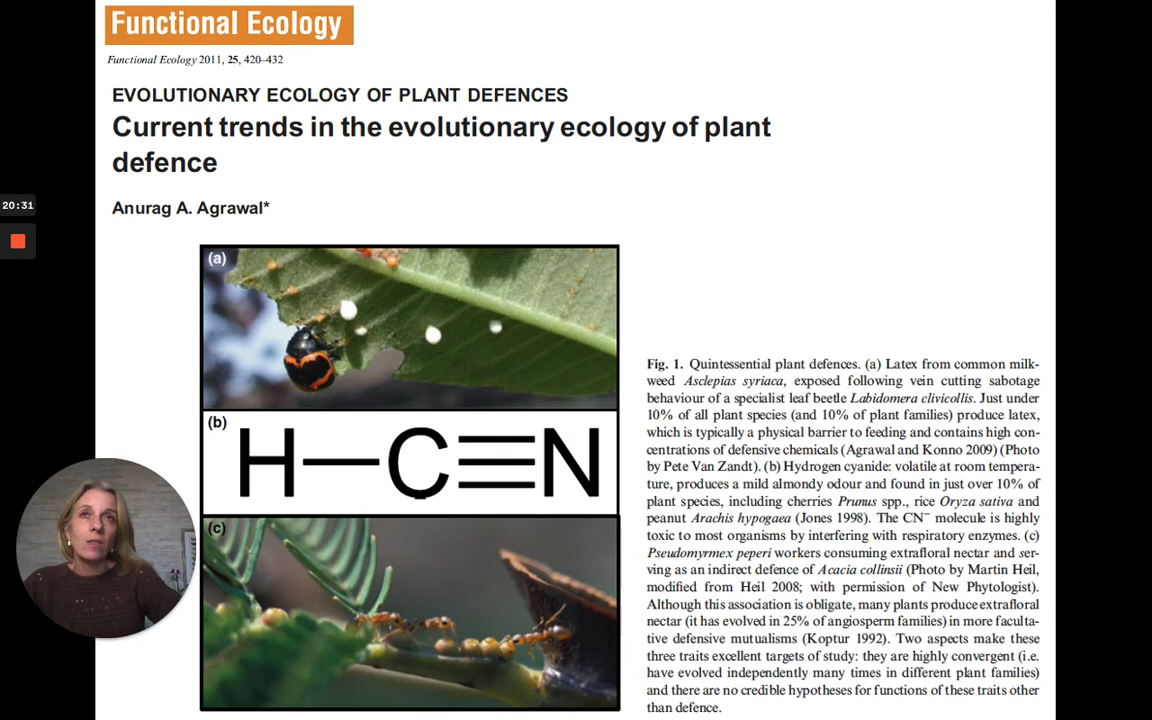 Functional Ecology
Functional Ecology 2011, 25, 420–432
EVOLUTIONARY ECOLOGY OF PLANT DEFENCES
Current trends in the evolutionary ecology of plant
defence
20:31
Anurag A. Agrawal*
(a)
(b)
H—C≡N
(c)
Fig. 1. Quintessential plant defences. (a) Latex from common milk-
weed Asclepias syriaca, exposed following vein cutting sabotage
behaviour of a specialist leaf beetle Labidomera clivicollis. Just under
10% of all plant species (and 10% of plant families) produce latex,
which is typically a physical barrier to feeding and contains high con-
centrations of defensive chemicals (Agrawal and Konno 2009) (Photo
by Pete Van Zandt). (b) Hydrogen cyanide: volatile at room tempera-
ture, produces a mild almondy odour and found in just over 10% of
plant species, including cherries Prunus spp., rice Oryza sativa and
peanut Arachis hypogaea (Jones 1998). The CN⁻ molecule is highly
toxic to most organisms by interfering with respiratory enzymes. (c)
Pseudomyrmex peperi workers consuming extrafloral nectar and ser-
ving as an indirect defence of Acacia collinsii (Photo by Martin Heil,
modified from Heil 2008; with permission of New Phytologist).
Although this association is obligate, many plants produce extrafloral
nectar (it has evolved in 25% of angiosperm families) in more faculta-
tive defensive mutualisms (Koptur 1992). Two aspects make these
three traits excellent targets of study: they are highly convergent (i.e.
have evolved independently many times in different plant families)
and there are no credible hypotheses for functions of these traits other
than defence.